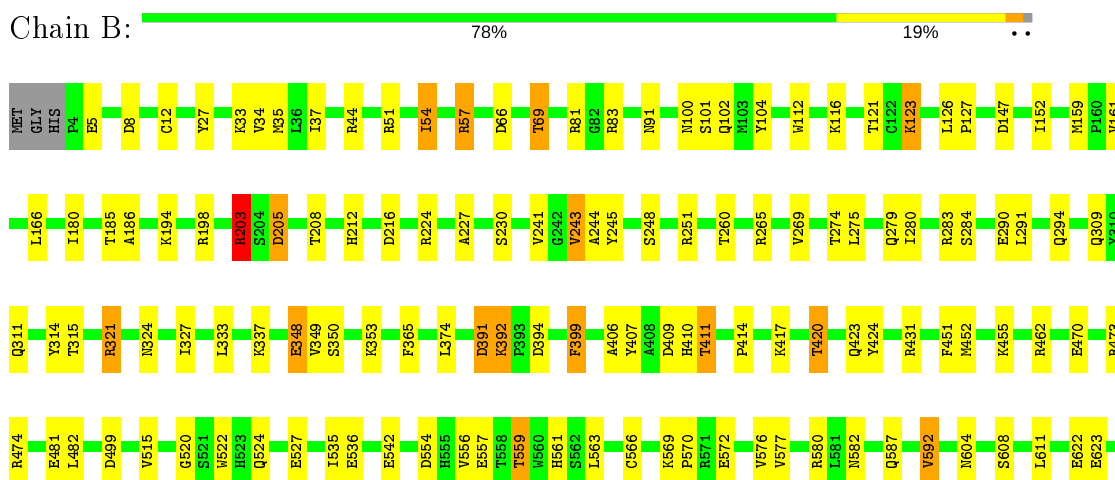 Chain B:
78% 19% ••
MET GLY HIS P4 E5 D8 C12 Y27 K33 V34 M35 L36 I37 R44 R51 I54 R57 D66 T69 R81 G82 R83 N91 N100 S101 Q102 M103 Y104 W112 K116 T121 C122 K123 L126 P127 D147 I152 M159 P160
L166 I180 T185 A186 K194 R198 R203 S204 D205 T208 H212 D216 R224 A227 S230 V241 G242 V243 A244 Y245 S248 R251 T260 R265 V269 T274 L275 Q279 I280 R283 S284 E290 L291 Q294 Q309
Q311 Y314 T315 R321 N324 I327 L333 K337 E348 V349 S350 K353 F365 L374 D391 K392 P393 D394 F399 A406 Y407 A408 D409 H410 T411 P414 K417 T420 Q423 Y424 R431 F451 M452 K455 R462 E470
R474 E481 L482 D499 V515 G520 S521 W522 H523 Q524 E527 I535 E536 E542 D554 H555 V556 E557 T558 T559 W560 H561 S562 L563 C566 K569 P570 R571 E572 V576 V577 R580 L581 N582 Q587 V592 N604 S608 L611 E622 E623